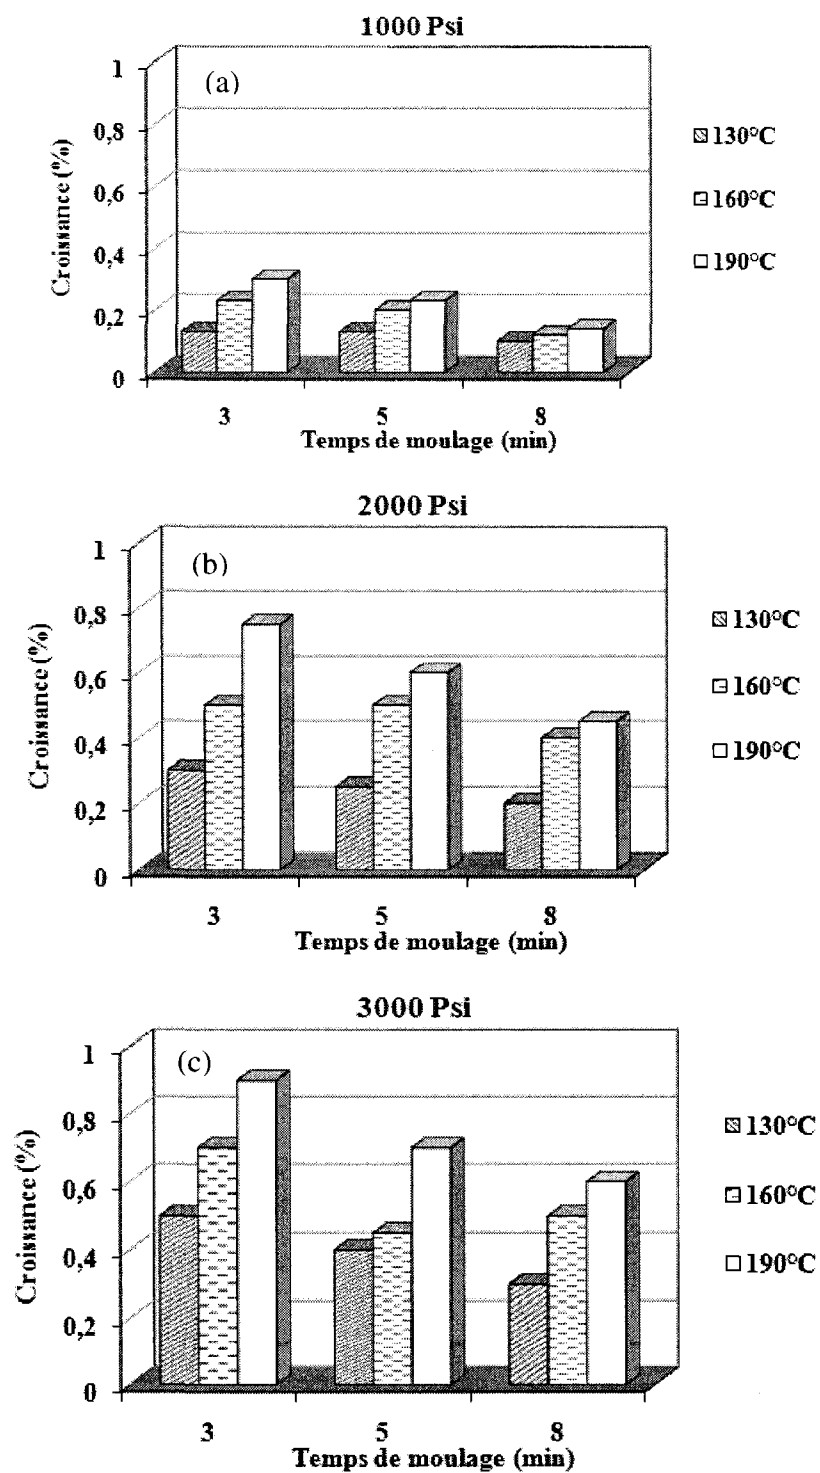 1000 Psi
(a)
1
0,8
0,6
0,4
0,2
0
Croissance (%)
3 5 8
Temps de moulage (min)
130°C
160°C
190°C
2000 Psi
(b)
1
0,8
0,6
0,4
0,2
0
Croissance (%)
3 5 8
Temps de moulage (min)
130°C
160°C
190°C
3000 Psi
(c)
1
0,8
0,6
0,4
0,2
0
Croissance (%)
3 5 8
Temps de moulage (min)
130°C
160°C
190°C